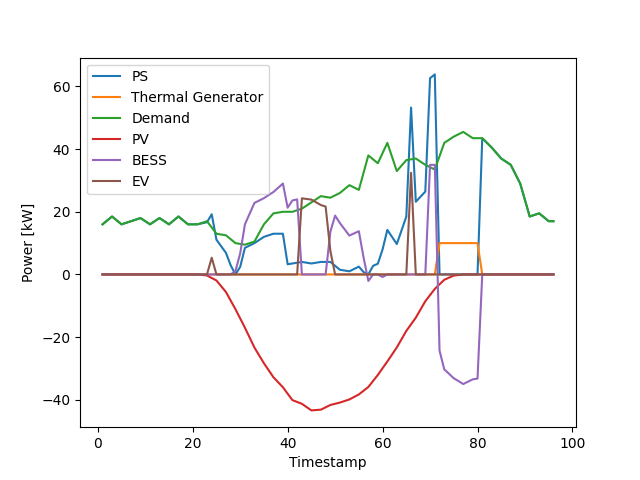 PS
Thermal Generator
Demand
PV
BESS
EV
Power [kW]
60
40
20
0
−20
−40
0 20 40 60 80 100
Timestamp